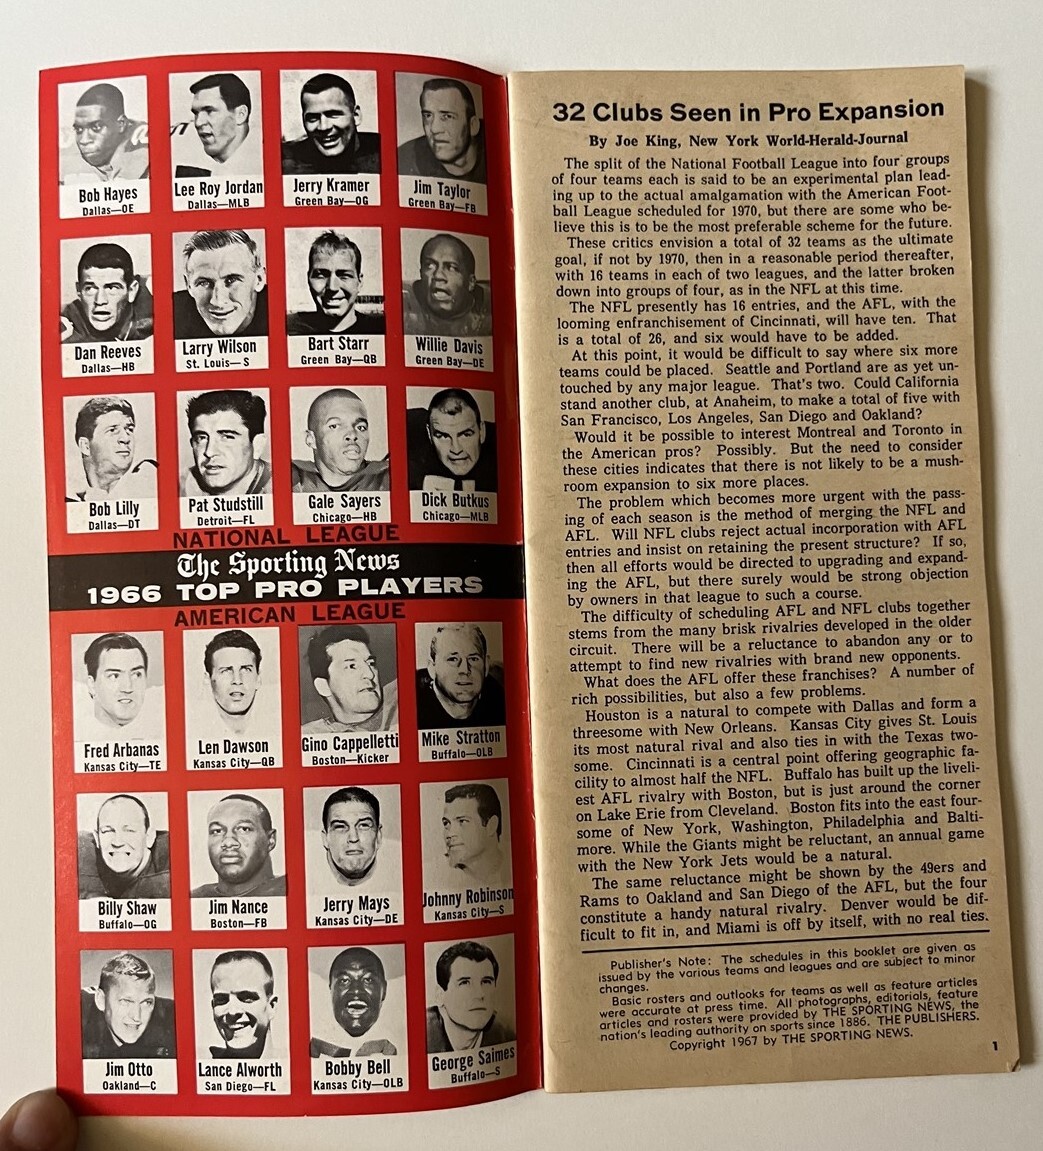 Bob Hayes
Dallas—OE
Lee Roy Jordan
Dallas—MLB
Jerry Kramer
Green Bay—OG
Jim Taylor
Green Bay—FB
Dan Reeves
Dallas—HB
Larry Wilson
St. Louis—S
Bart Starr
Green Bay—QB
Willie Davis
Green Bay—DE
Bob Lilly
Dallas—DT
Pat Studstill
Detroit—FL
Gale Sayers
Chicago—HB
Dick Butkus
Chicago—MLB
NATIONAL LEAGUE
The Sporting News
1966 TOP PRO PLAYERS
AMERICAN LEAGUE
Fred Arbanas
Kansas City—TE
Len Dawson
Kansas City—QB
Gino Cappelletti
Boston—Kicker
Mike Stratton
Buffalo—OLB
Billy Shaw
Buffalo—OG
Jim Nance
Boston—FB
Jerry Mays
Kansas City—DE
Johnny Robinson
Kansas City—S
Jim Otto
Oakland—C
Lance Alworth
San Diego—FL
Bobby Bell
Kansas City—OLB
George Saimes
Buffalo—S
32 Clubs Seen in Pro Expansion
By Joe King, New York World-Herald-Journal
The split of the National Football League into four groups
of four teams each is said to be an experimental plan lead-
ing up to the actual amalgamation with the American Foot-
ball League scheduled for 1970, but there are some who be-
lieve this is to be the most preferable scheme for the future.
These critics envision a total of 32 teams as the ultimate
goal, if not by 1970, then in a reasonable period thereafter,
with 16 teams in each of two leagues, and the latter broken
down into groups of four, as in the NFL at this time.
The NFL presently has 16 entries, and the AFL, with the
looming enfranchisement of Cincinnati, will have ten. That
is a total of 26, and six would have to be added.
At this point, it would be difficult to say where six more
teams could be placed. Seattle and Portland are as yet un-
touched by any major league. That's two. Could California
stand another club, at Anaheim, to make a total of five with
San Francisco, Los Angeles, San Diego and Oakland?
Would it be possible to interest Montreal and Toronto in
the American pros? Possibly. But the need to consider
these cities indicates that there is not likely to be a mush-
room expansion to six more places.
The problem which becomes more urgent with the pass-
ing of each season is the method of merging the NFL and
AFL. Will NFL clubs reject actual incorporation with AFL
entries and insist on retaining the present structure? If so,
then all efforts would be directed to upgrading and expand-
ing the AFL, but there surely would be strong objection
by owners in that league to such a course.
The difficulty of scheduling AFL and NFL clubs together
stems from the many brisk rivalries developed in the older
circuit. There will be a reluctance to abandon any or to
attempt to find new rivalries with brand new opponents.
What does the AFL offer these franchises? A number of
rich possibilities, but also a few problems.
Houston is a natural to compete with Dallas and form a
threesome with New Orleans. Kansas City gives St. Louis
its most natural rival and also ties in with the Texas two-
some. Cincinnati is a central point offering geographic fa-
cility to almost half the NFL. Buffalo has built up the liveli-
est AFL rivalry with Boston, but is just around the corner
on Lake Erie from Cleveland. Boston fits into the east four-
some of New York, Washington, Philadelphia and Balti-
more. While the Giants might be reluctant, an annual game
with the New York Jets would be a natural.
The same reluctance might be shown by the 49ers and
Rams to Oakland and San Diego of the AFL, but the four
constitute a handy natural rivalry. Denver would be dif-
ficult to fit in, and Miami is off by itself, with no real ties.
Publisher's Note: The schedules in this booklet are given as
issued by the various teams and leagues and are subject to minor
changes.
Basic rosters and outlooks for teams as well as feature articles
were accurate at press time. All photographs, editorials, feature
articles and rosters were provided by THE SPORTING NEWS, the
nation's leading authority on sports since 1886. THE PUBLISHERS.
Copyright 1967 by THE SPORTING NEWS.
1